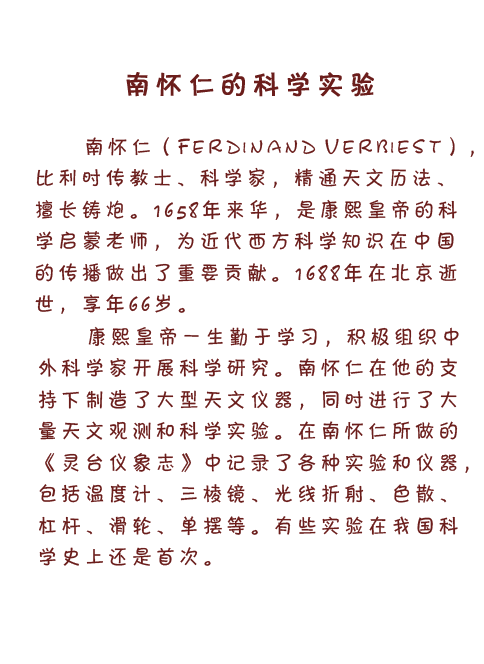 南怀仁的科学实验
南怀仁（FERDINAND VERBIEST），
比利时传教士、科学家，精通天文历法、
擅长铸炮。1658年来华，是康熙皇帝的科
学启蒙老师，为近代西方科学知识在中国
的传播做出了重要贡献。1688年在北京逝
世，享年66岁。
康熙皇帝一生勤于学习，积极组织中
外科学家开展科学研究。南怀仁在他的支
持下制造了大型天文仪器，同时进行了大
量天文观测和科学实验。在南怀仁所做的
《灵台仪象志》中记录了各种实验和仪器，
包括温度计、三棱镜、光线折射、色散、
杠杆、滑轮、单摆等。有些实验在我国科
学史上还是首次。